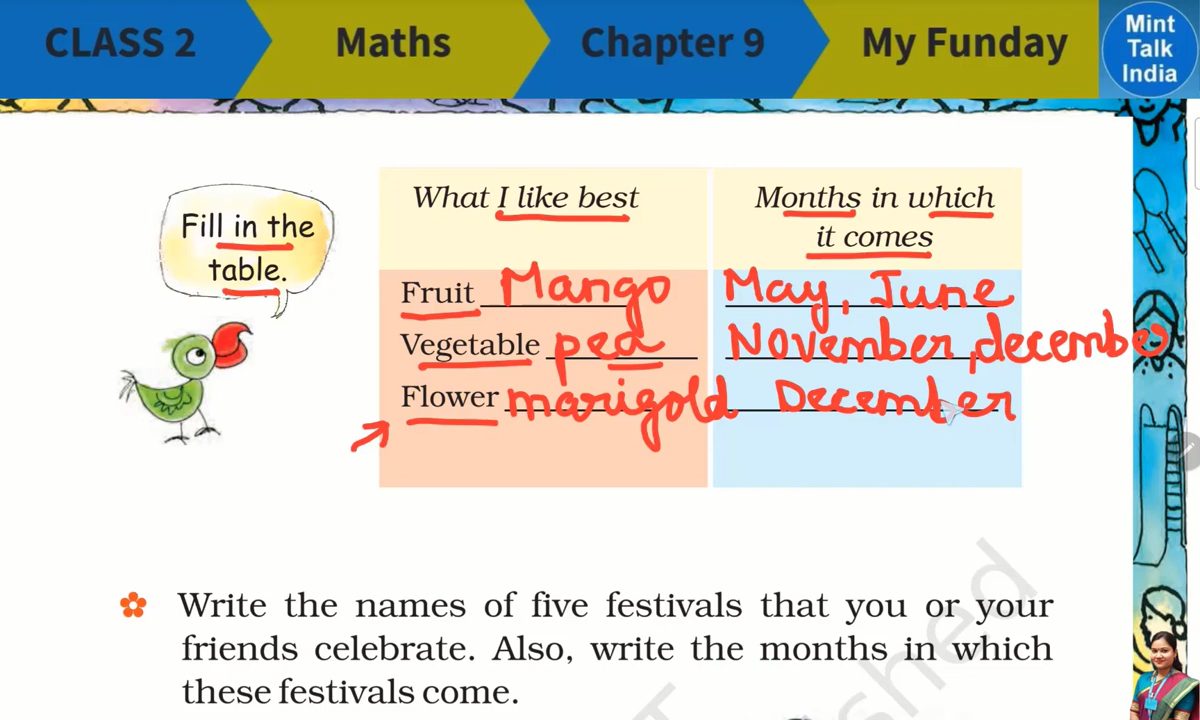 CLASS 2 Maths Chapter 9 My Funday
Mint
Talk
India
Fill in the
table.
What I like best
Months in which
it comes
Fruit Mango May, June
Vegetable pea November, december
Flower marigold December
Write the names of five festivals that you or your
friends celebrate. Also, write the months in which
these festivals come.